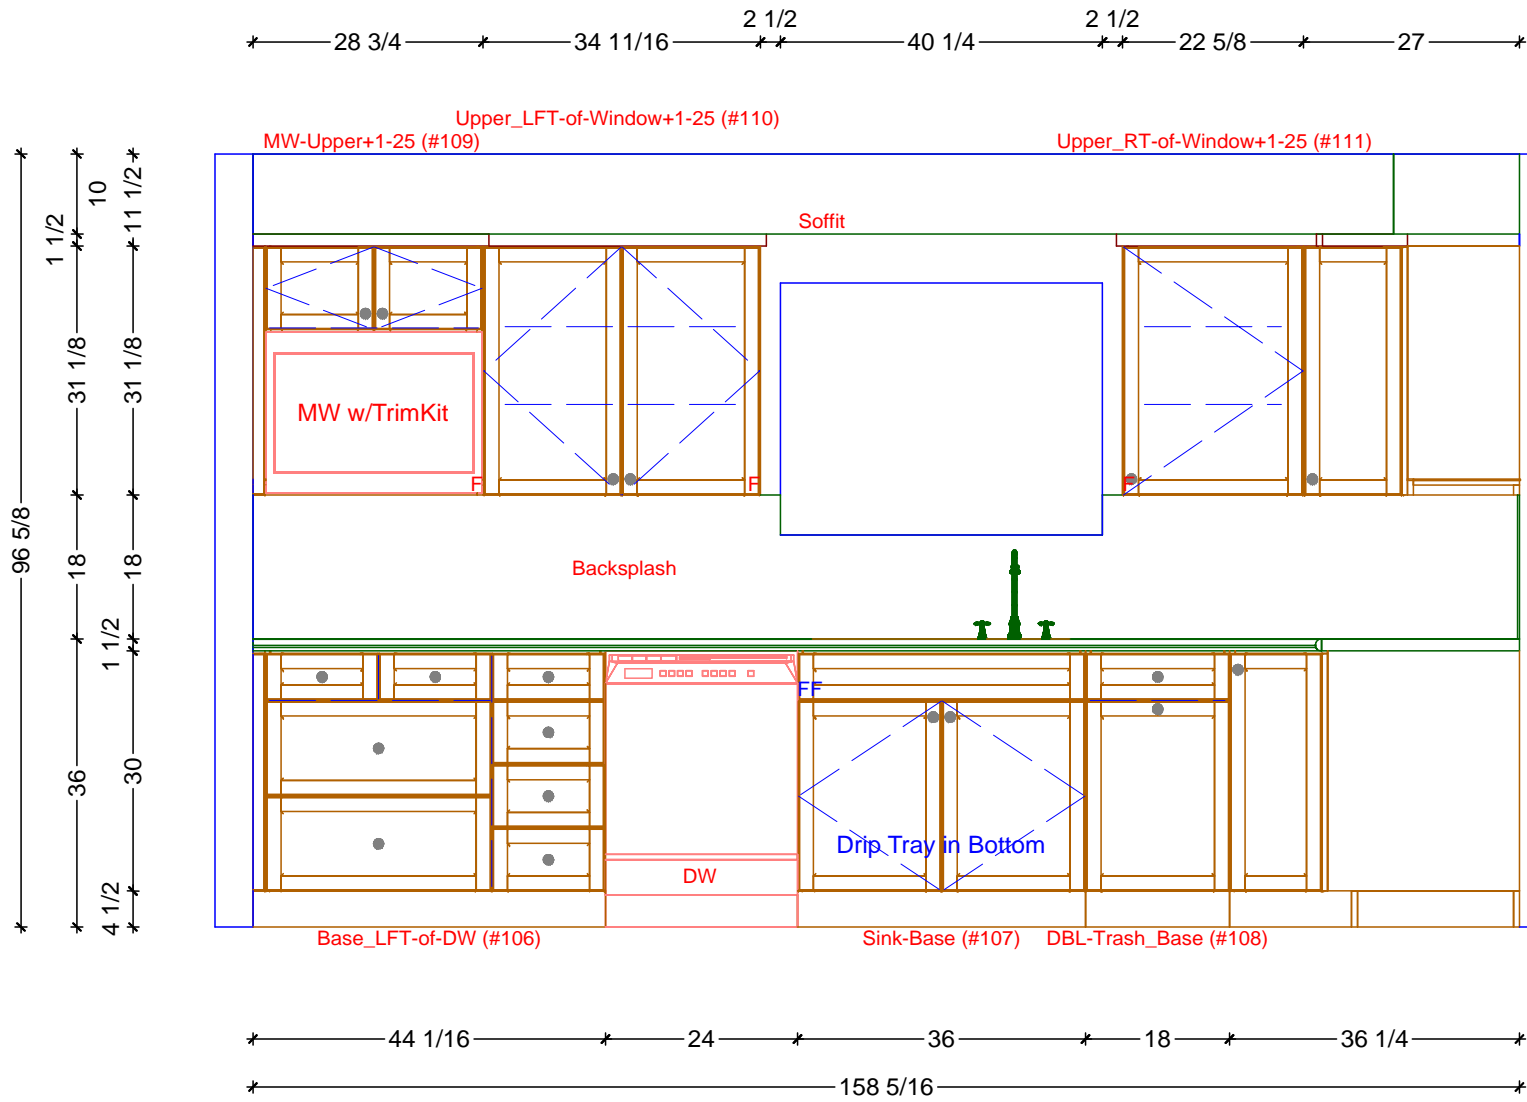 2 1/2 2 1/2
28 3/4 34 11/16 40 1/4 22 5/8 27
Upper_LFT-of-Window+1-25 (#110)
MW-Upper+1-25 (#109) Upper_RT-of-Window+1-25 (#111)
10 11 1/2
1 1/2
Soffit
31 1/8 31 1/8
MW w/TrimKit
F F F
96 5/8
18 18
Backsplash
1 1/2
FF
36 30
Drip Tray in Bottom
DW
4 1/2
Base_LFT-of-DW (#106) Sink-Base (#107) DBL-Trash_Base (#108)
44 1/16 24 36 18 36 1/4
158 5/16